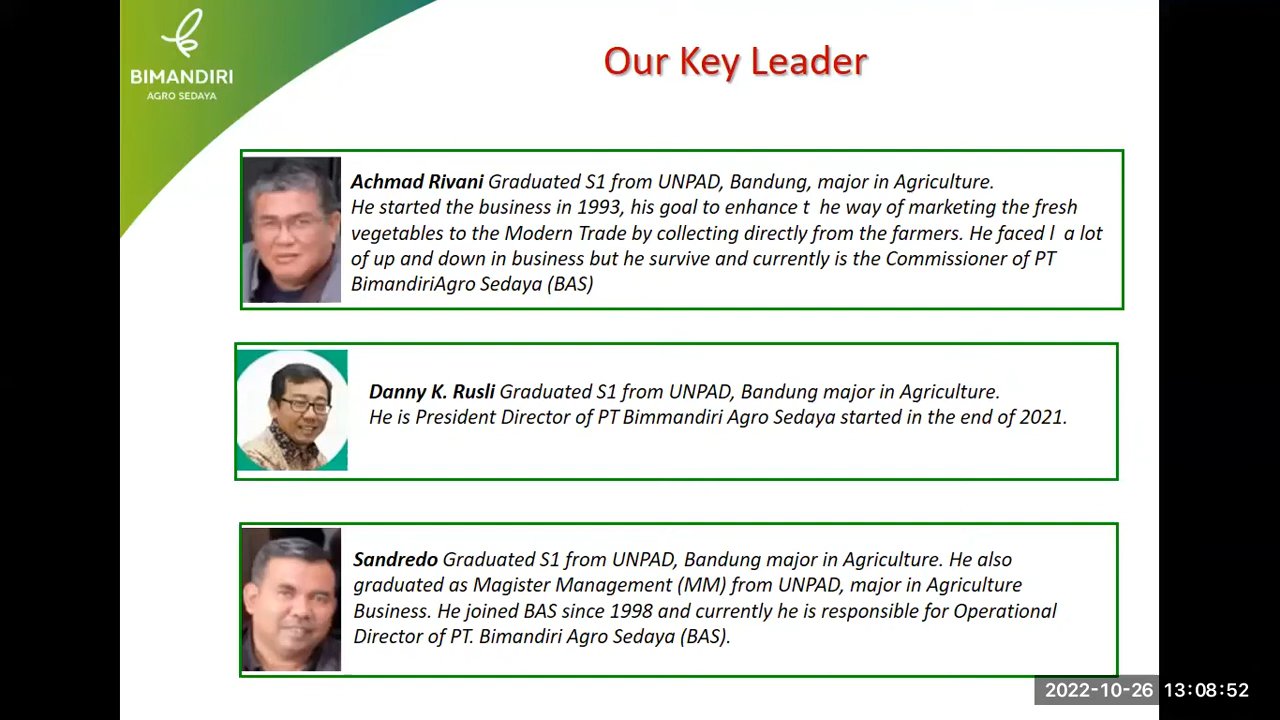 BIMANDIRI
AGRO SEDAYA
Our Key Leader
Achmad Rivani Graduated S1 from UNPAD, Bandung, major in Agriculture.
He started the business in 1993, his goal to enhance t he way of marketing the fresh
vegetables to the Modern Trade by collecting directly from the farmers. He faced l a lot
of up and down in business but he survive and currently is the Commissioner of PT
BimandiriAgro Sedaya (BAS)
Danny K. Rusli Graduated S1 from UNPAD, Bandung major in Agriculture.
He is President Director of PT Bimmandiri Agro Sedaya started in the end of 2021.
Sandredo Graduated S1 from UNPAD, Bandung major in Agriculture. He also
graduated as Magister Management (MM) from UNPAD, major in Agriculture
Business. He joined BAS since 1998 and currently he is responsible for Operational
Director of PT. Bimandiri Agro Sedaya (BAS).
2022-10-26 13:08:52